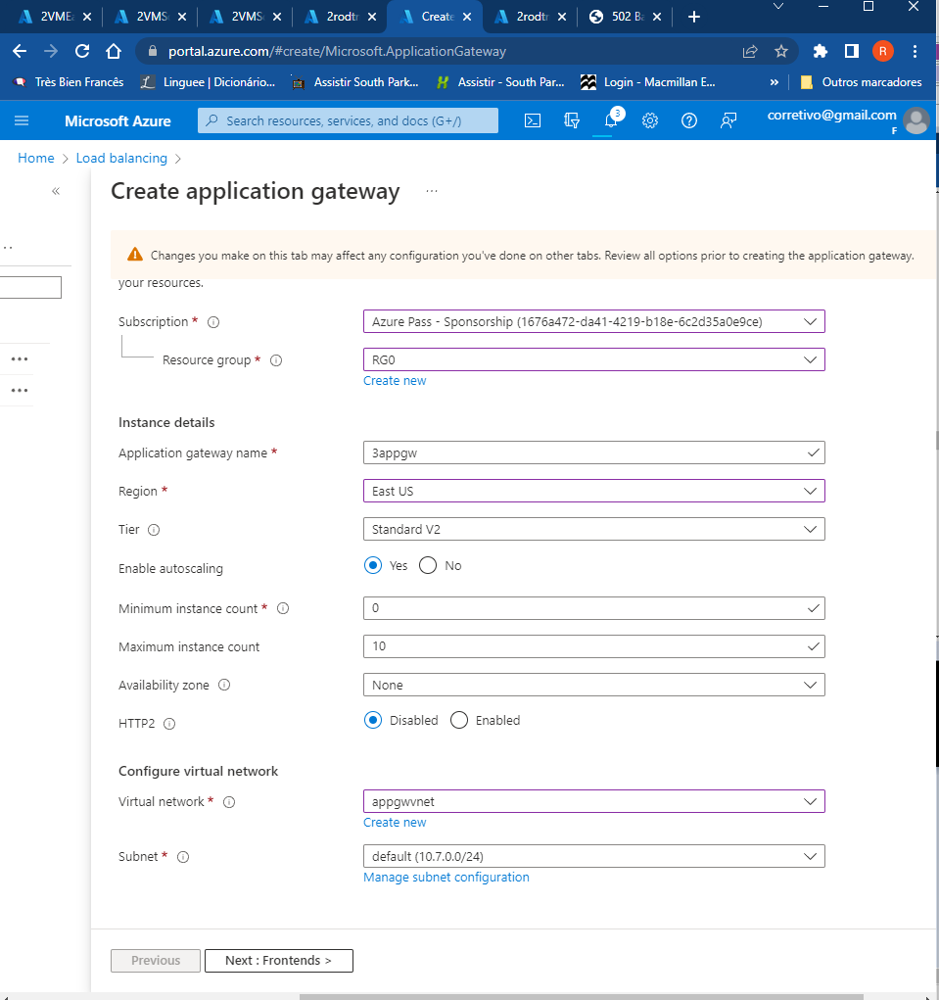 2VME
2VMS
2VMS
2rodt
Create
2rodt
502 B
portal.azure.com/#create/Microsoft.ApplicationGateway
R
Très Bien Francês
Linguee | Dicionário...
Assistir South Park...
Assistir - South Par...
Login - Macmillan E...
»
Outros marcadores
Microsoft Azure
Search resources, services, and docs (G+/)
3
corretivo@gmail.com
F
Home > Load balancing >
«
Create application gateway ...
Changes you make on this tab may affect any configuration you've done on other tabs. Review all options prior to creating the application gateway.
your resources.
Subscription *
Azure Pass - Sponsorship (1676a472-da41-4219-b18e-6c2d35a0e9ce)
Resource group *
RG0
Create new
Instance details
Application gateway name *
3appgw
Region *
East US
Tier
Standard V2
Enable autoscaling
Yes No
Minimum instance count *
0
Maximum instance count
10
Availability zone
None
HTTP2
Disabled Enabled
Configure virtual network
Virtual network *
appgwvnet
Create new
Subnet *
default (10.7.0.0/24)
Manage subnet configuration
Previous
Next : Frontends >